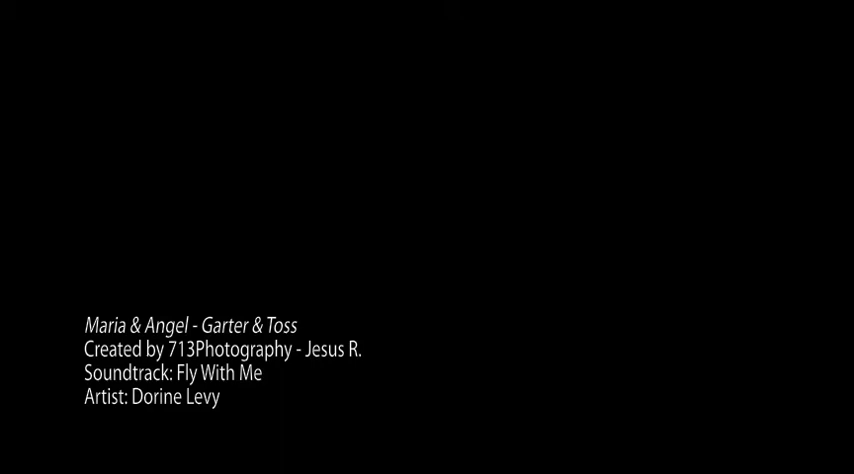 Maria & Angel - Garter & Toss
Created by 713Photography - Jesus R.
Soundtrack: Fly With Me
Artist: Dorine Levy